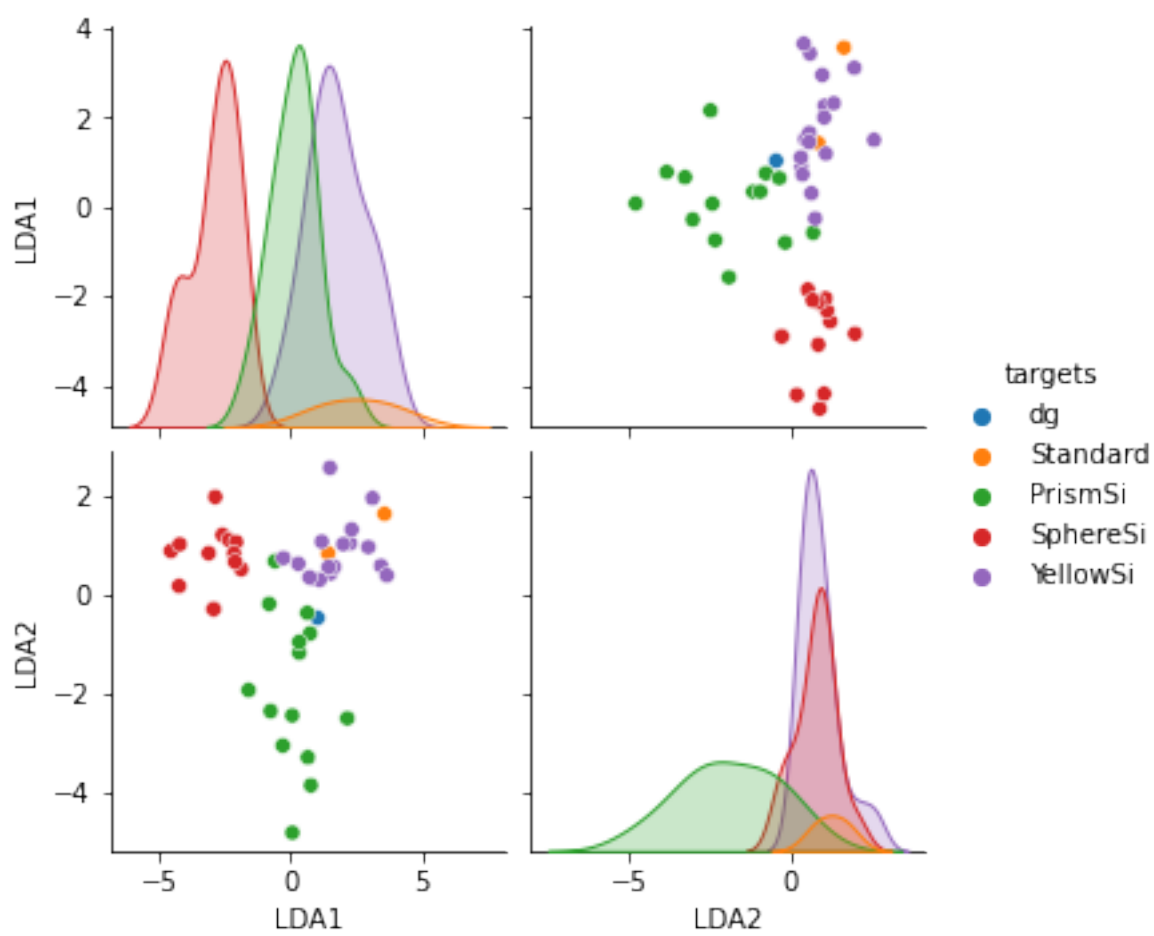 4
2
0
−2
−4
LDA1
2
0
−2
−4
LDA2
−5
0
5
LDA1
−5
0
LDA2
targets
dg
Standard
PrismSi
SphereSi
YellowSi